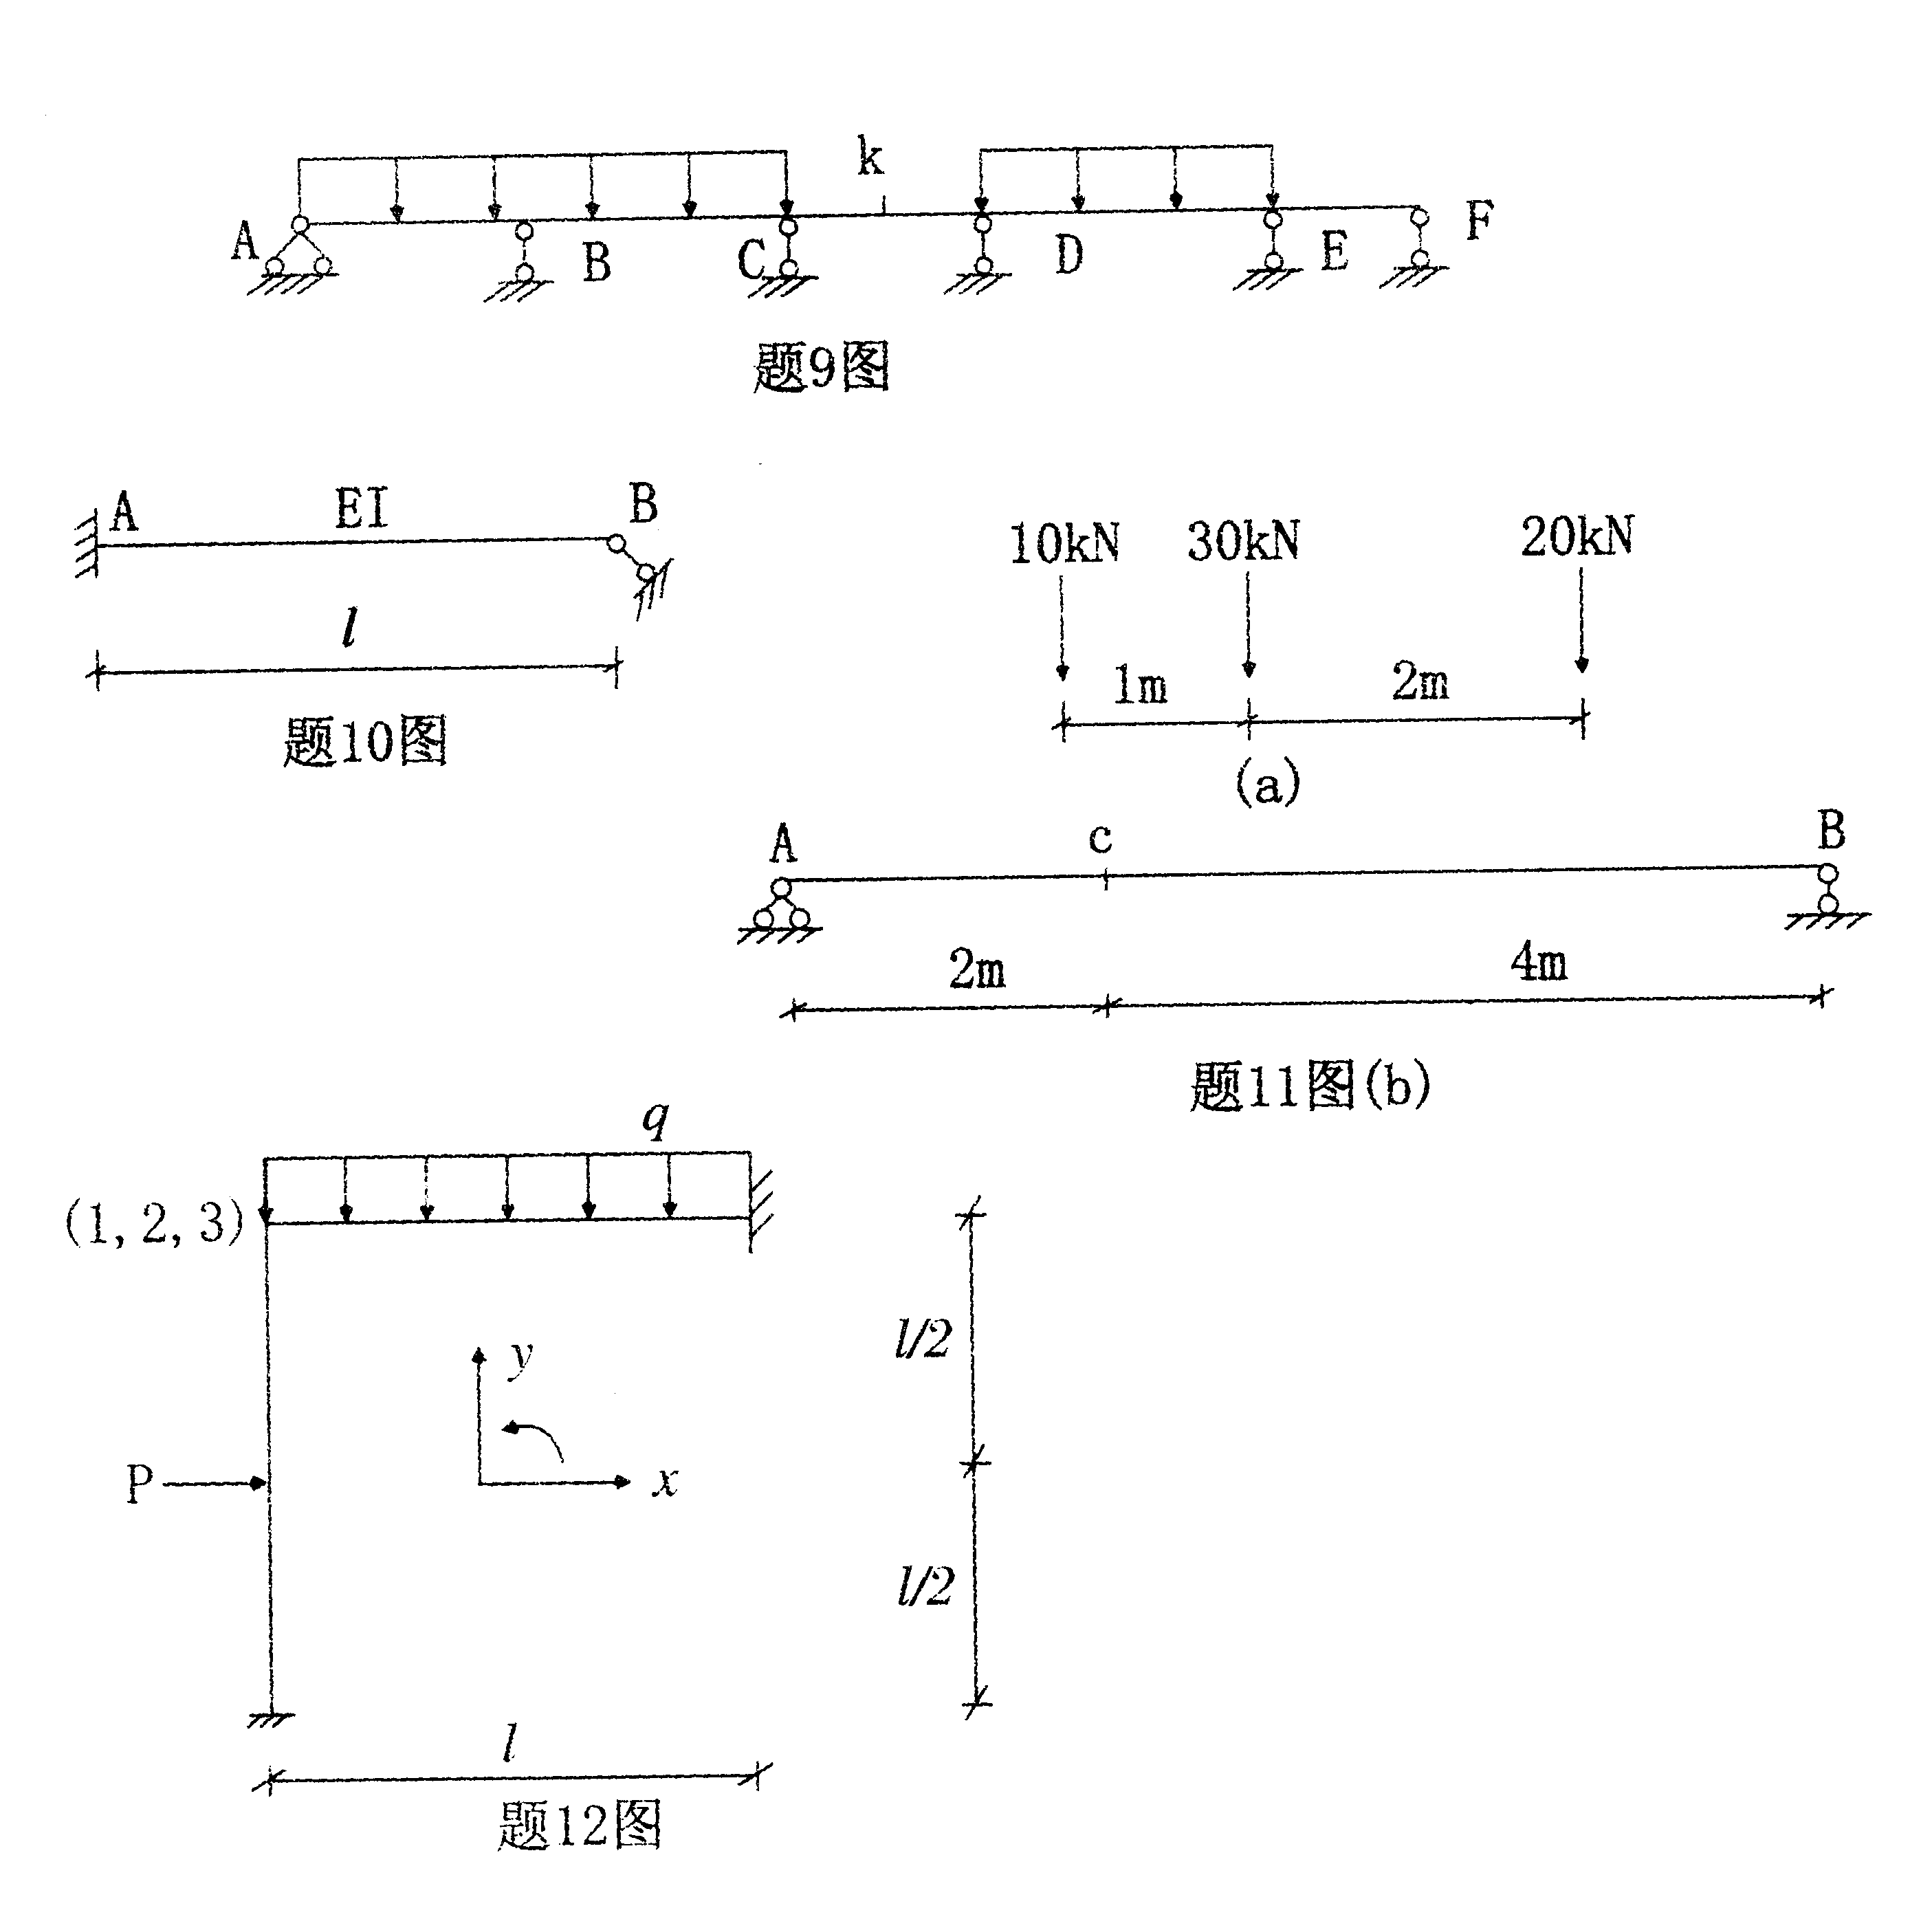 k
A B C D E F
题9图
A EI B
l
题10图
10kN 30kN 20kN
1m 2m
(a)
A c B
2m 4m
题11图(b)
q
(1, 2, 3)
l/2
y
P x
l/2
l
题12图